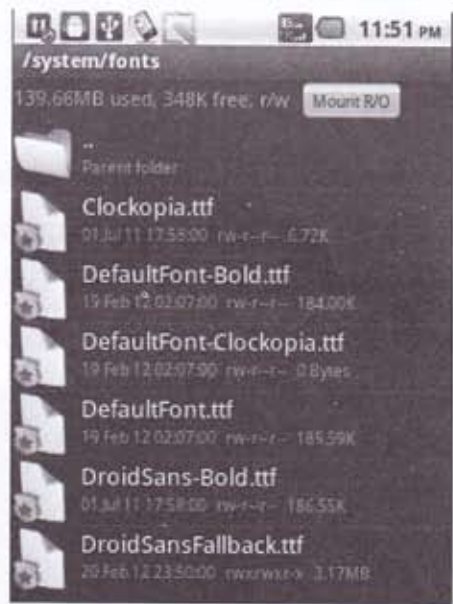 11:51 PM
/system/fonts
139.66MB used, 348K free, r/w Mount R/O
..
Parent folder
Clockopia.ttf
01 Jul 11 17:58:00 rw-r--r-- 6.72K
DefaultFont-Bold.ttf
19 Feb 12 02:07:00 rw-r--r-- 184.00K
DefaultFont-Clockopia.ttf
19 Feb 12 02:07:00 rw-r--r-- 0 Bytes
DefaultFont.ttf
19 Feb 12 02:07:00 rw-r--r-- 185.59K
DroidSans-Bold.ttf
01 Jul 11 17:58:00 rw-r--r-- 186.55K
DroidSansFallback.ttf
20 Feb 12 23:50:00 rwxrwxr-x 3.17MB